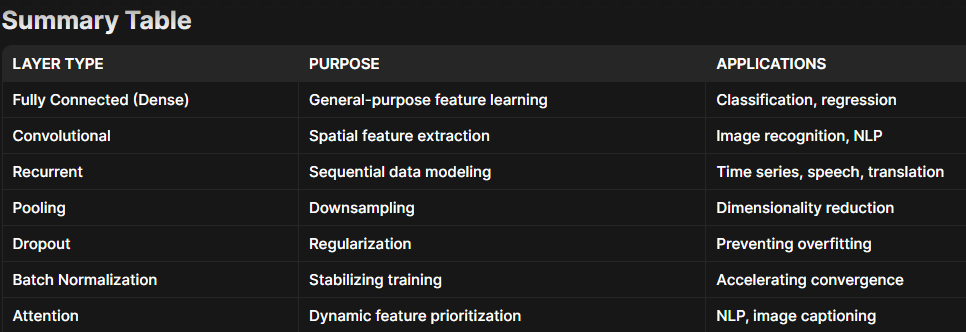 Summary Table
LAYER TYPE PURPOSE APPLICATIONS
Fully Connected (Dense) General-purpose feature learning Classification, regression
Convolutional Spatial feature extraction Image recognition, NLP
Recurrent Sequential data modeling Time series, speech, translation
Pooling Downsampling Dimensionality reduction
Dropout Regularization Preventing overfitting
Batch Normalization Stabilizing training Accelerating convergence
Attention Dynamic feature prioritization NLP, image captioning